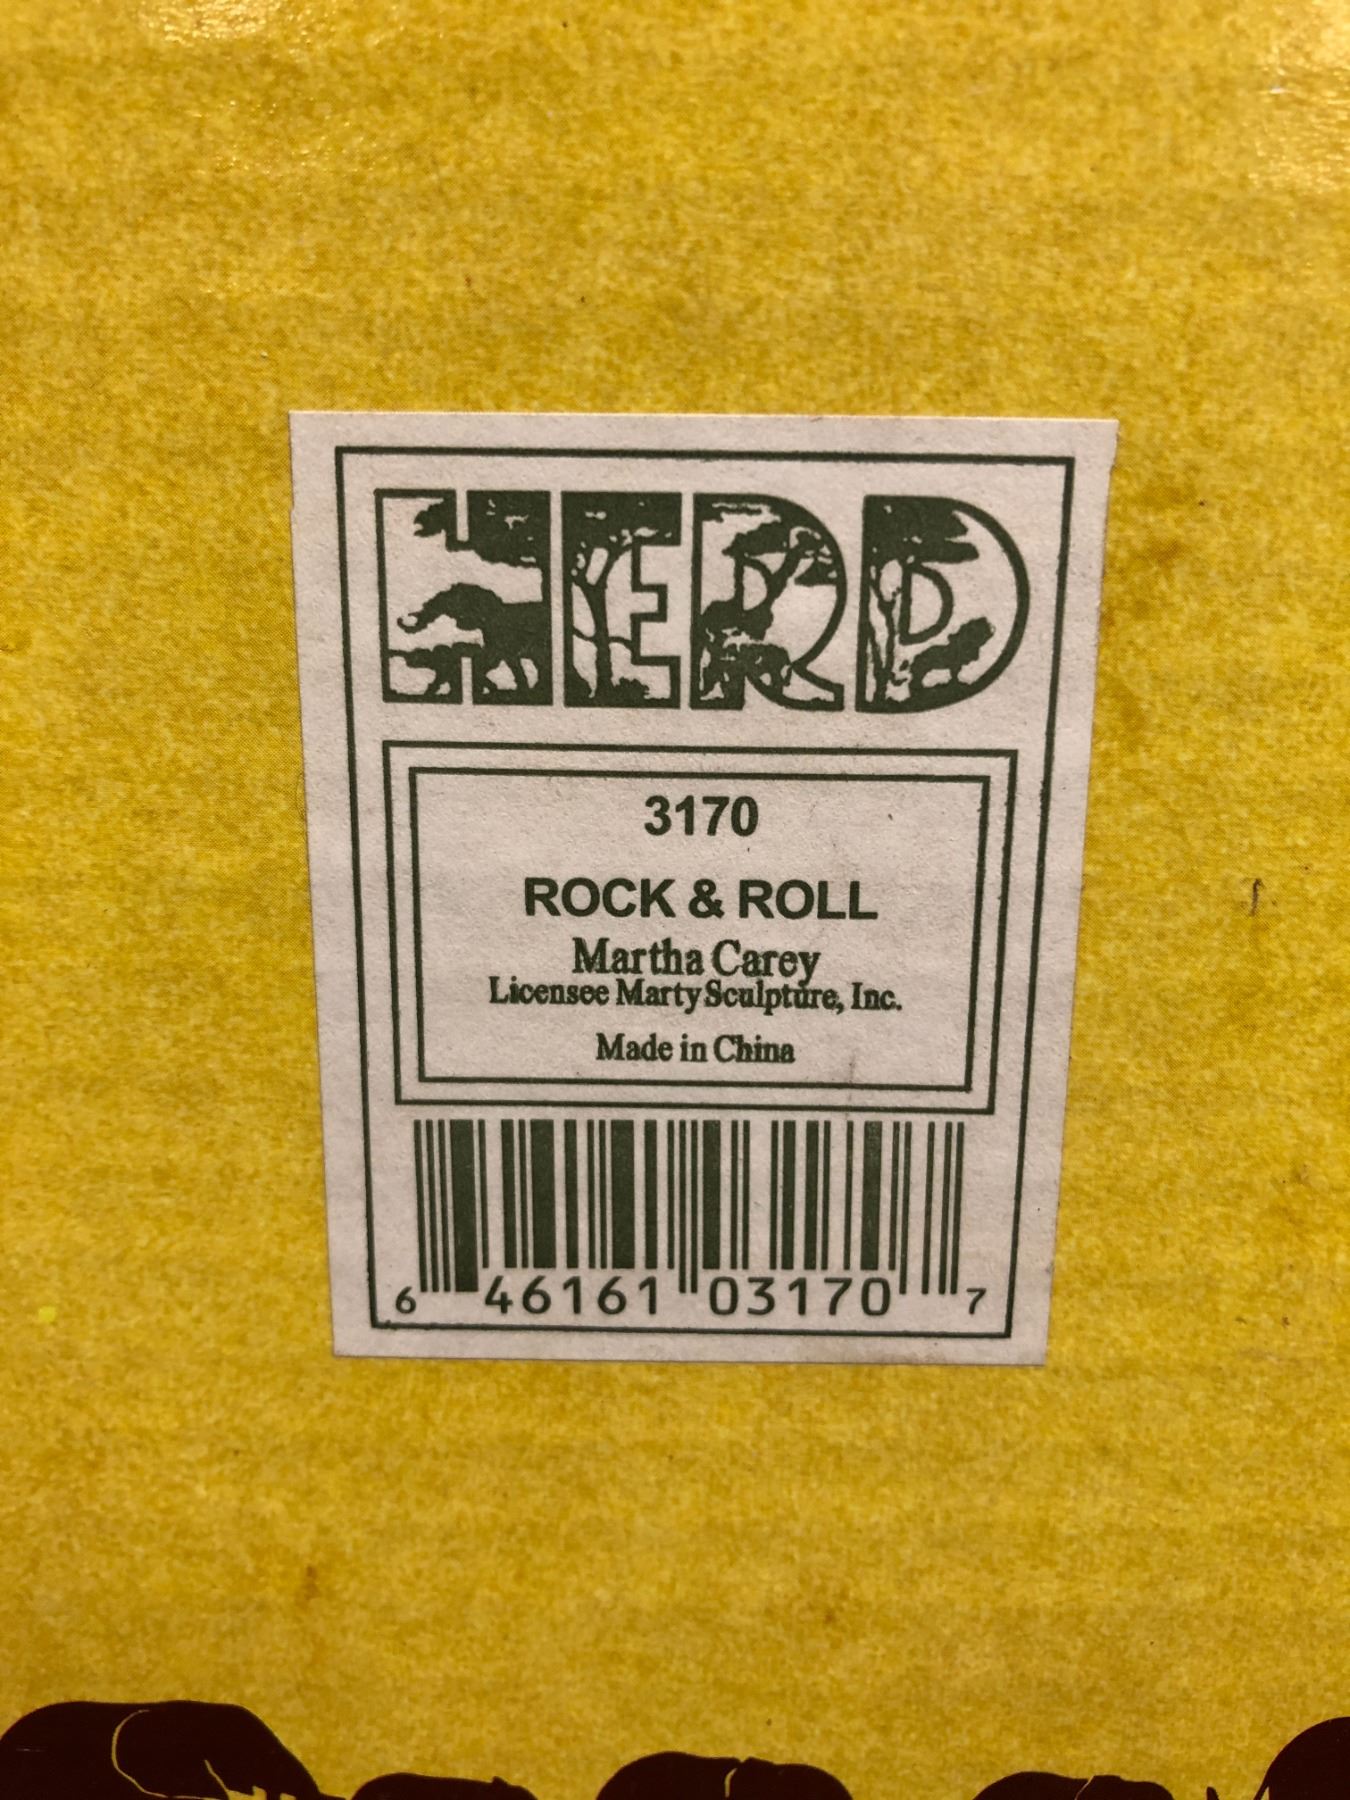 HERD
3170
ROCK & ROLL
Martha Carey
Licensee Marty Sculpture, Inc.
Made in China
6 46161 03170 7